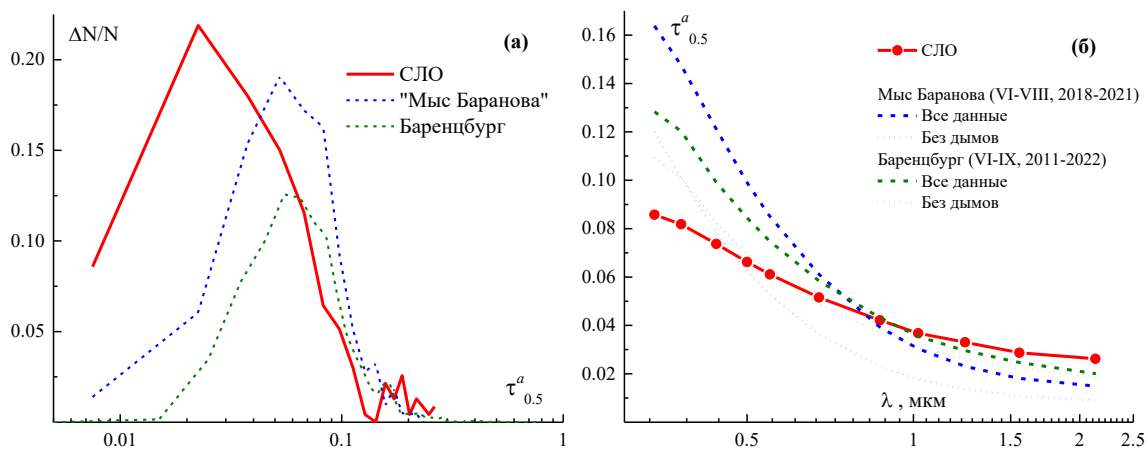 ΔN/N
(а)
0.20
0.15
0.10
0.05
СЛО
"Мыс Баранова"
Баренцбург
τᵃ0.5
0.01
0.1
1
τᵃ0.5
(б)
0.16
0.14
0.12
0.10
0.08
0.06
0.04
0.02
СЛО
Мыс Баранова (VI-VIII, 2018-2021)
Все данные
Без дымов
Баренцбург (VI-IX, 2011-2022)
Все данные
Без дымов
λ , мкм
0.5
1
1.5
2
2.5